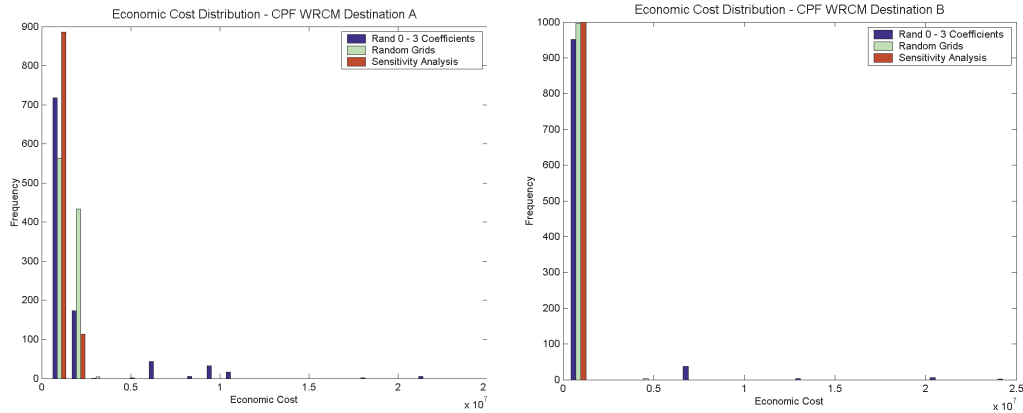 Economic Cost Distribution - CPF WRCM Destination A
900
800
700
600
500
400
300
200
100
0
Frequency
Rand 0 - 3 Coefficients
Random Grids
Sensitivity Analysis
0
0.5
1
1.5
2
2
Economic Cost
x 10^7
Economic Cost Distribution - CPF WRCM Destination B
1000
900
800
700
600
500
400
300
200
100
0
Frequency
Rand 0 - 3 Coefficients
Random Grids
Sensitivity Analysis
0
0.5
1
1.5
2
2.5
Economic Cost
x 10^7